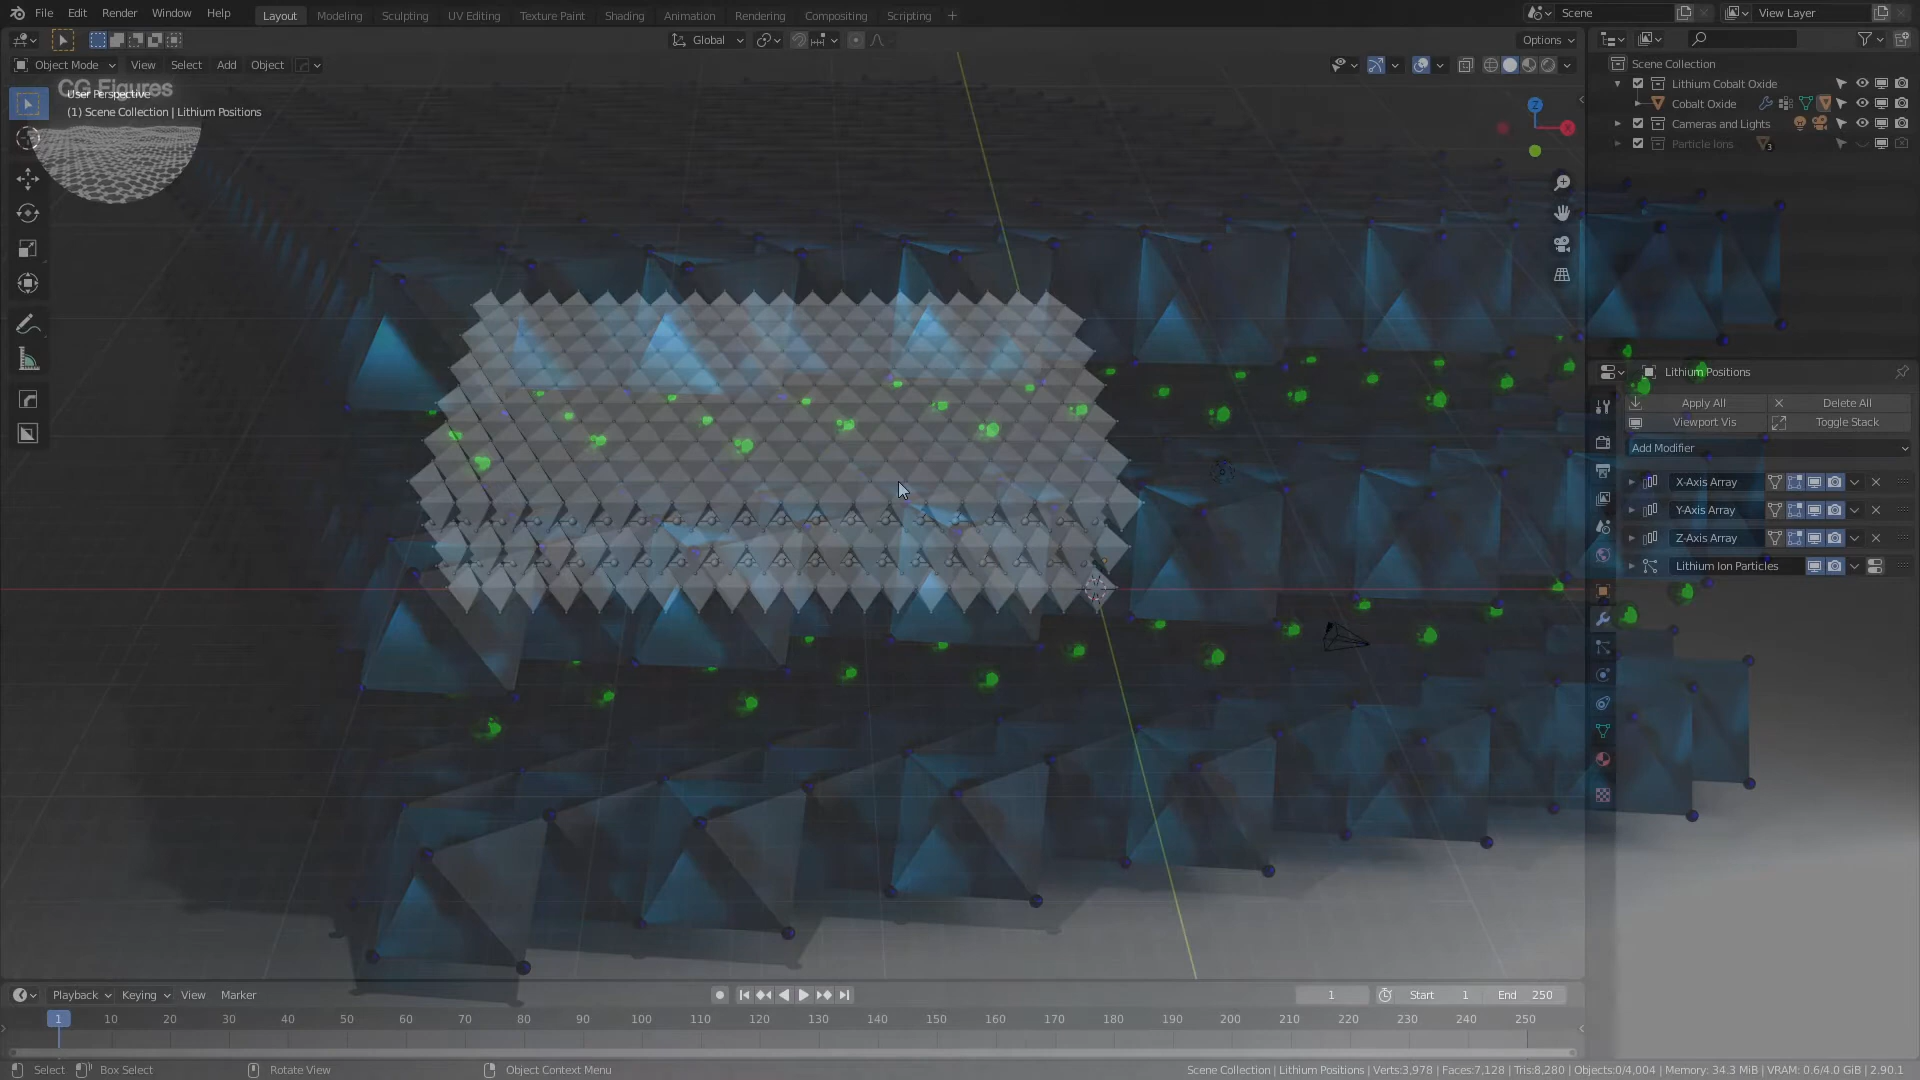 File Edit Render Window Help
Layout Modeling Sculpting UV Editing Texture Paint Shading Animation Rendering Compositing Scripting +
Scene
View Layer
Global
Options
Object Mode View Select Add Object
CG Figures
User Perspective
(1) Scene Collection | Lithium Positions
Z
X
Scene Collection
Lithium Cobalt Oxide
Cobalt Oxide
Cameras and Lights
Particle Ions
3
Lithium Positions
Apply All
Delete All
Viewport Vis
Toggle Stack
Add Modifier
X-Axis Array
Y-Axis Array
Z-Axis Array
Lithium Ion Particles
Playback Keying View Marker
1
Start 1
End 250
1 10 20 30 40 50 60 70 80 90 100 110 120 130 140 150 160 170 180 190 200 210 220 230 240 250
Select
Box Select
Rotate View
Object Context Menu
Scene Collection | Lithium Positions | Verts:3,978 | Faces:7,128 | Tris:8,280 | Objects:0/4,004 | Memory: 34.3 MiB | VRAM: 0.6/4.0 GiB | 2.90.1